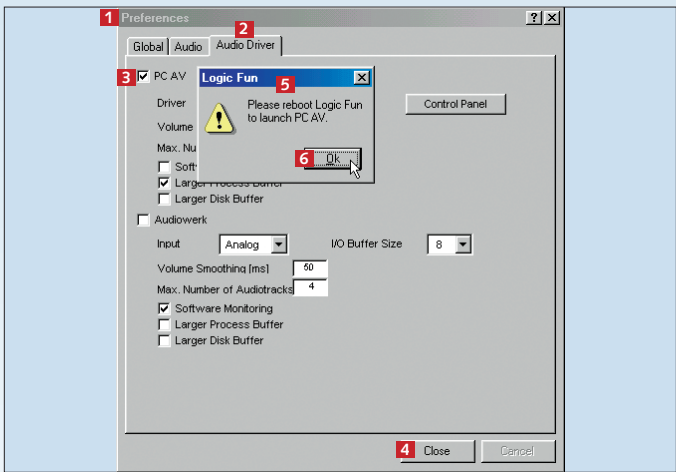 1 Preferences ? ×
2
Global Audio Audio Driver
3 PC AV
Logic Fun 5 ×
Please reboot Logic Fun
to launch PC AV.
6 Ok
Driver
Control Panel
Volume
Max. Nu
Soft
Larger Process Buffer
Larger Disk Buffer
Audiowerk
Input Analog I/O Buffer Size 8
Volume Smoothing [ms] 50
Max. Number of Audiotracks 4
Software Monitoring
Larger Process Buffer
Larger Disk Buffer
4 Close Cancel